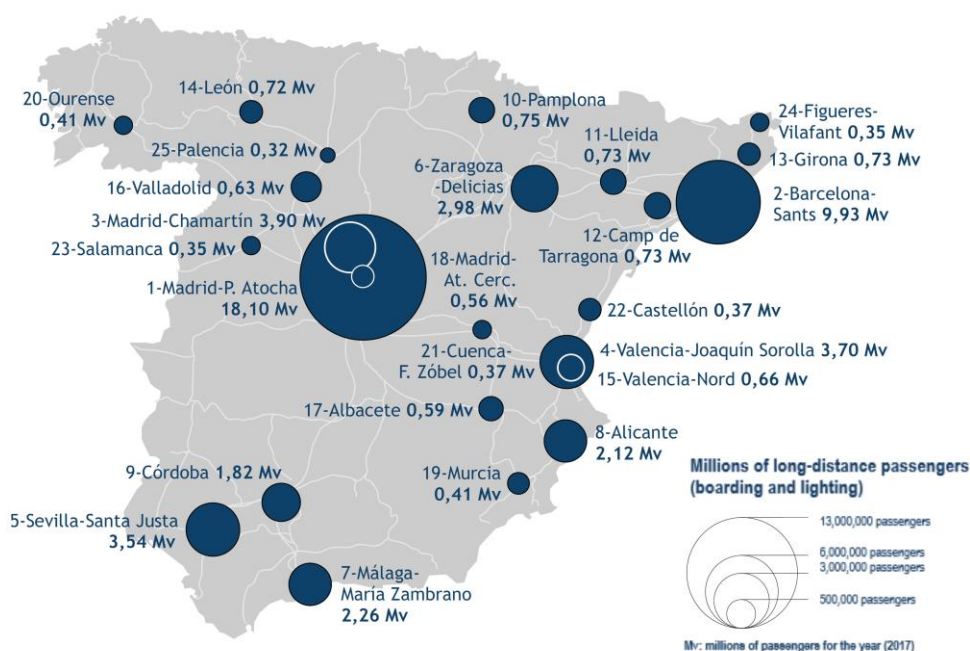 14-León 0,72 Mv
20-Ourense
0,41 Mv
10-Pamplona
0,75 Mv
24-Figueres-
Vilafant 0,35 Mv
11-Lleida
0,73 Mv
25-Palencia 0,32 Mv
13-Girona 0,73 Mv
6-Zaragoza
-Delicias
2,98 Mv
16-Valladolid 0,63 Mv
2-Barcelona-
Sants 9,93 Mv
3-Madrid-Chamartín 3,90 Mv
12-Camp de
Tarragona 0,73 Mv
23-Salamanca 0,35 Mv
18-Madrid-
At. Cerc.
0,56 Mv
1-Madrid-P. Atocha
18,10 Mv
22-Castellón 0,37 Mv
21-Cuenca-
F. Zóbel 0,37 Mv
4-Valencia-Joaquín Sorolla 3,70 Mv
15-Valencia-Nord 0,66 Mv
17-Albacete 0,59 Mv
8-Alicante
2,12 Mv
9-Córdoba 1,82 Mv
19-Murcia
0,41 Mv
5-Sevilla-Santa Justa
3,54 Mv
7-Málaga-
María Zambrano
2,26 Mv
Millions of long-distance passengers
(boarding and lighting)
13,000,000 passengers
6,000,000 passengers
3,000,000 passengers
500,000 passengers
Mv: millions of passengers for the year (2017)